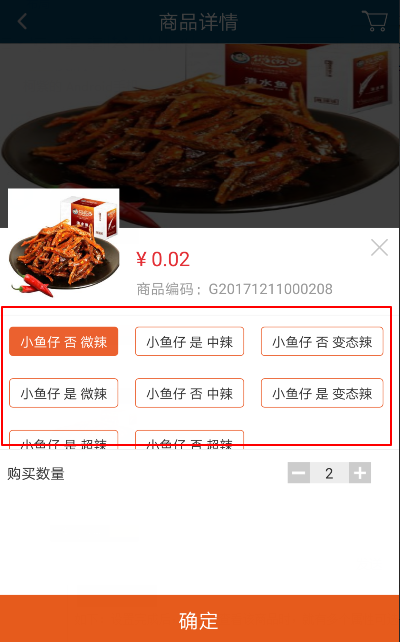 商品详情
¥ 0.02
商品编码：G20171211000208
小鱼仔 否 微辣 小鱼仔 是 中辣 小鱼仔 否 变态辣
小鱼仔 是 微辣 小鱼仔 否 中辣 小鱼仔 是 变态辣
小鱼仔 是 超辣 小鱼仔 否 超辣
购买数量 2
确定